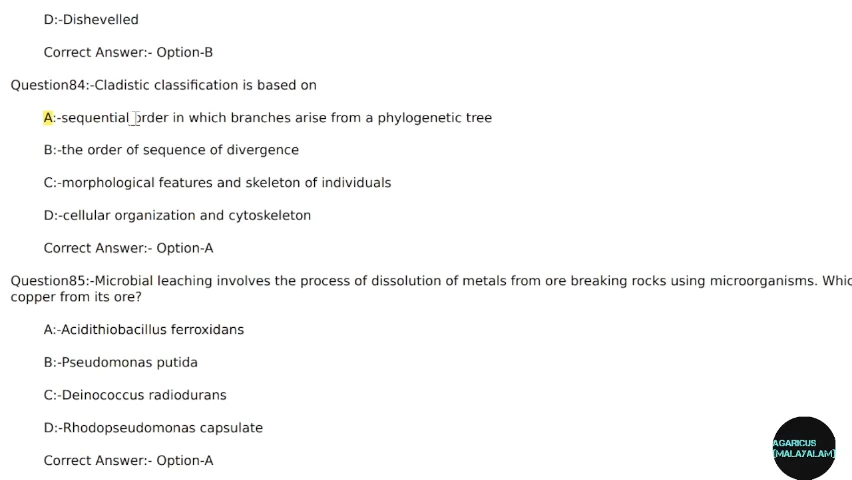 D:-Dishevelled
Correct Answer:- Option-B
Question84:-Cladistic classification is based on
A:-sequential order in which branches arise from a phylogenetic tree
B:-the order of sequence of divergence
C:-morphological features and skeleton of individuals
D:-cellular organization and cytoskeleton
Correct Answer:- Option-A
Question85:-Microbial leaching involves the process of dissolution of metals from ore breaking rocks using microorganisms.
copper from its ore?
A:-Acidithiobacillus ferroxidans
B:-Pseudomonas putida
C:-Deinococcus radiodurans
D:-Rhodopseudomonas capsulate
Correct Answer:- Option-A
AGARICUS
(MALAYALAM)